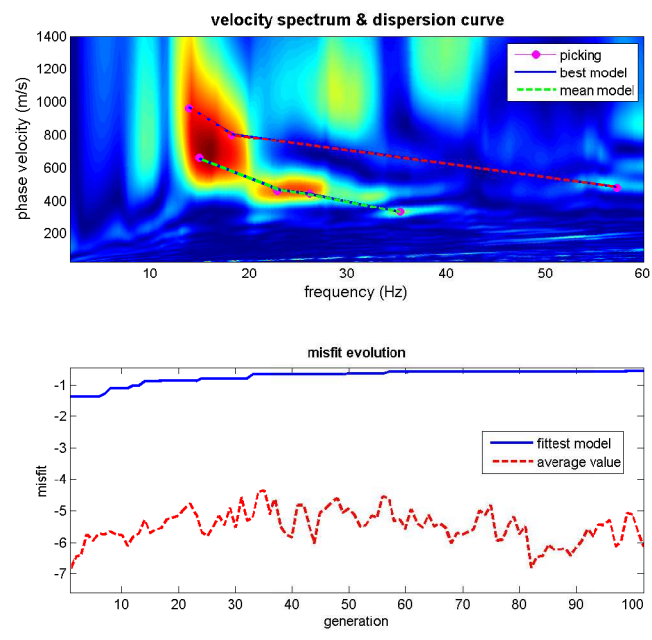 velocity spectrum & dispersion curve
1400
1200
1000
800
600
400
200
phase velocity (m/s)
picking
best model
mean model
10 20 30 40 50 60
frequency (Hz)
misfit evolution
-1
-2
-3
-4
-5
-6
-7
misfit
fittest model
average value
10 20 30 40 50 60 70 80 90 100
generation